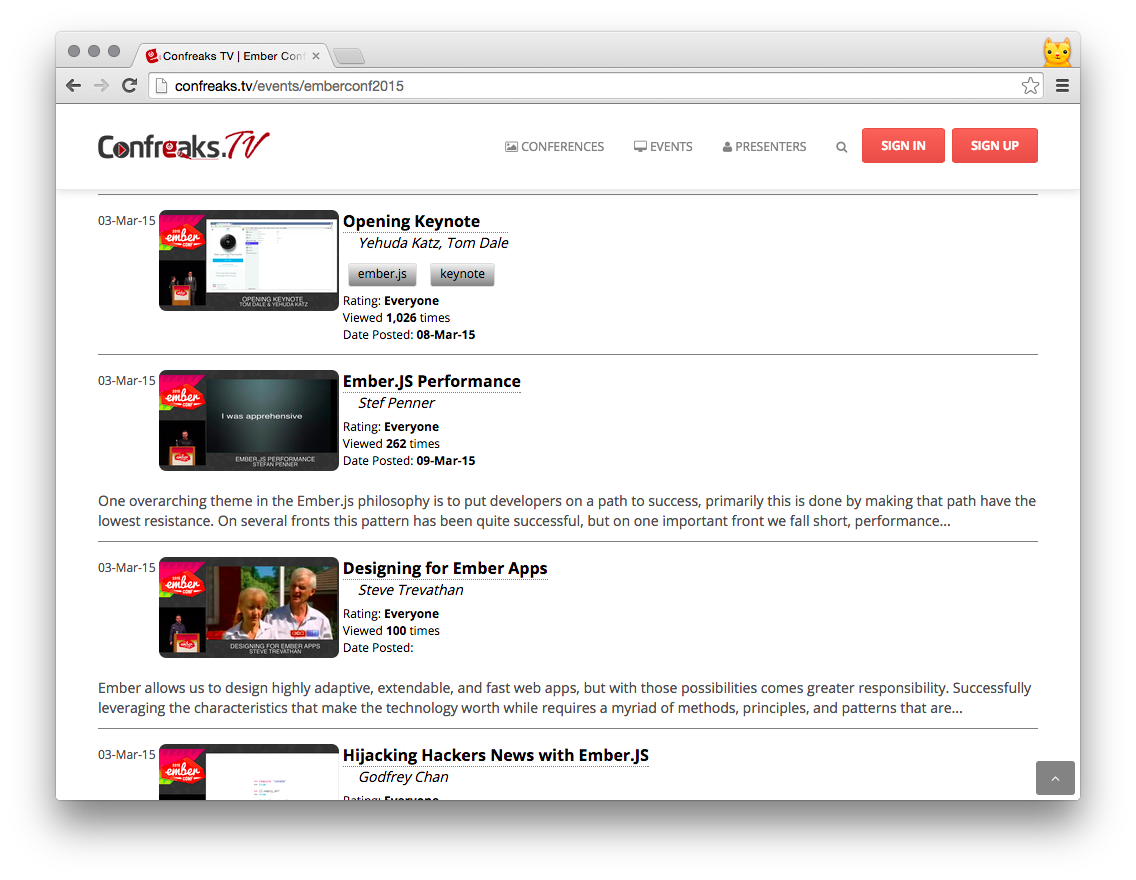 Confreaks TV | Ember Conf
confreaks.tv/events/emberconf2015
Confreaks.TV
CONFERENCES
EVENTS
PRESENTERS
SIGN IN
SIGN UP
03-Mar-15
2015
ember
CONF
OPENING KEYNOTE
TOM DALE & YEHUDA KATZ
Opening Keynote
Yehuda Katz, Tom Dale
ember.js keynote
Rating: Everyone
Viewed 1,026 times
Date Posted: 08-Mar-15
03-Mar-15
2015
ember
CONF
I was apprehensive
EMBER.JS PERFORMANCE
STEFAN PENNER
Ember.JS Performance
Stef Penner
Rating: Everyone
Viewed 262 times
Date Posted: 09-Mar-15
One overarching theme in the Ember.js philosophy is to put developers on a path to success, primarily this is done by making that path have the
lowest resistance. On several fronts this pattern has been quite successful, but on one important front we fall short, performance...
03-Mar-15
2015
ember
CONF
DESIGNING FOR EMBER APPS
STEVE TREVATHAN
Designing for Ember Apps
Steve Trevathan
Rating: Everyone
Viewed 100 times
Date Posted:
Ember allows us to design highly adaptive, extendable, and fast web apps, but with those possibilities comes greater responsibility. Successfully
leveraging the characteristics that make the technology worth while requires a myriad of methods, principles, and patterns that are...
03-Mar-15
2015
ember
CONF
Hijacking Hackers News with Ember.JS
Godfrey Chan
Rating: Everyone